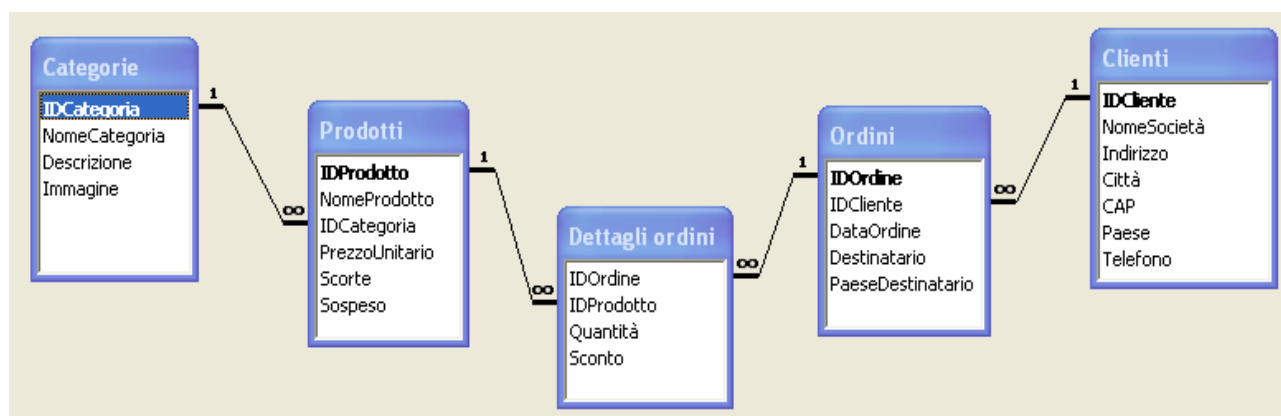 Categorie
IDCategoria
NomeCategoria
Descrizione
Immagine
1
∞
Prodotti
IDProdotto
NomeProdotto
IDCategoria
PrezzoUnitario
Scorte
Sospeso
1
∞
Dettagli ordini
IDOrdine
IDProdotto
Quantità
Sconto
∞
1
Ordini
IDOrdine
IDCliente
DataOrdine
Destinatario
PaeseDestinatario
∞
1
Clienti
IDCliente
NomeSocietà
Indirizzo
Città
CAP
Paese
Telefono